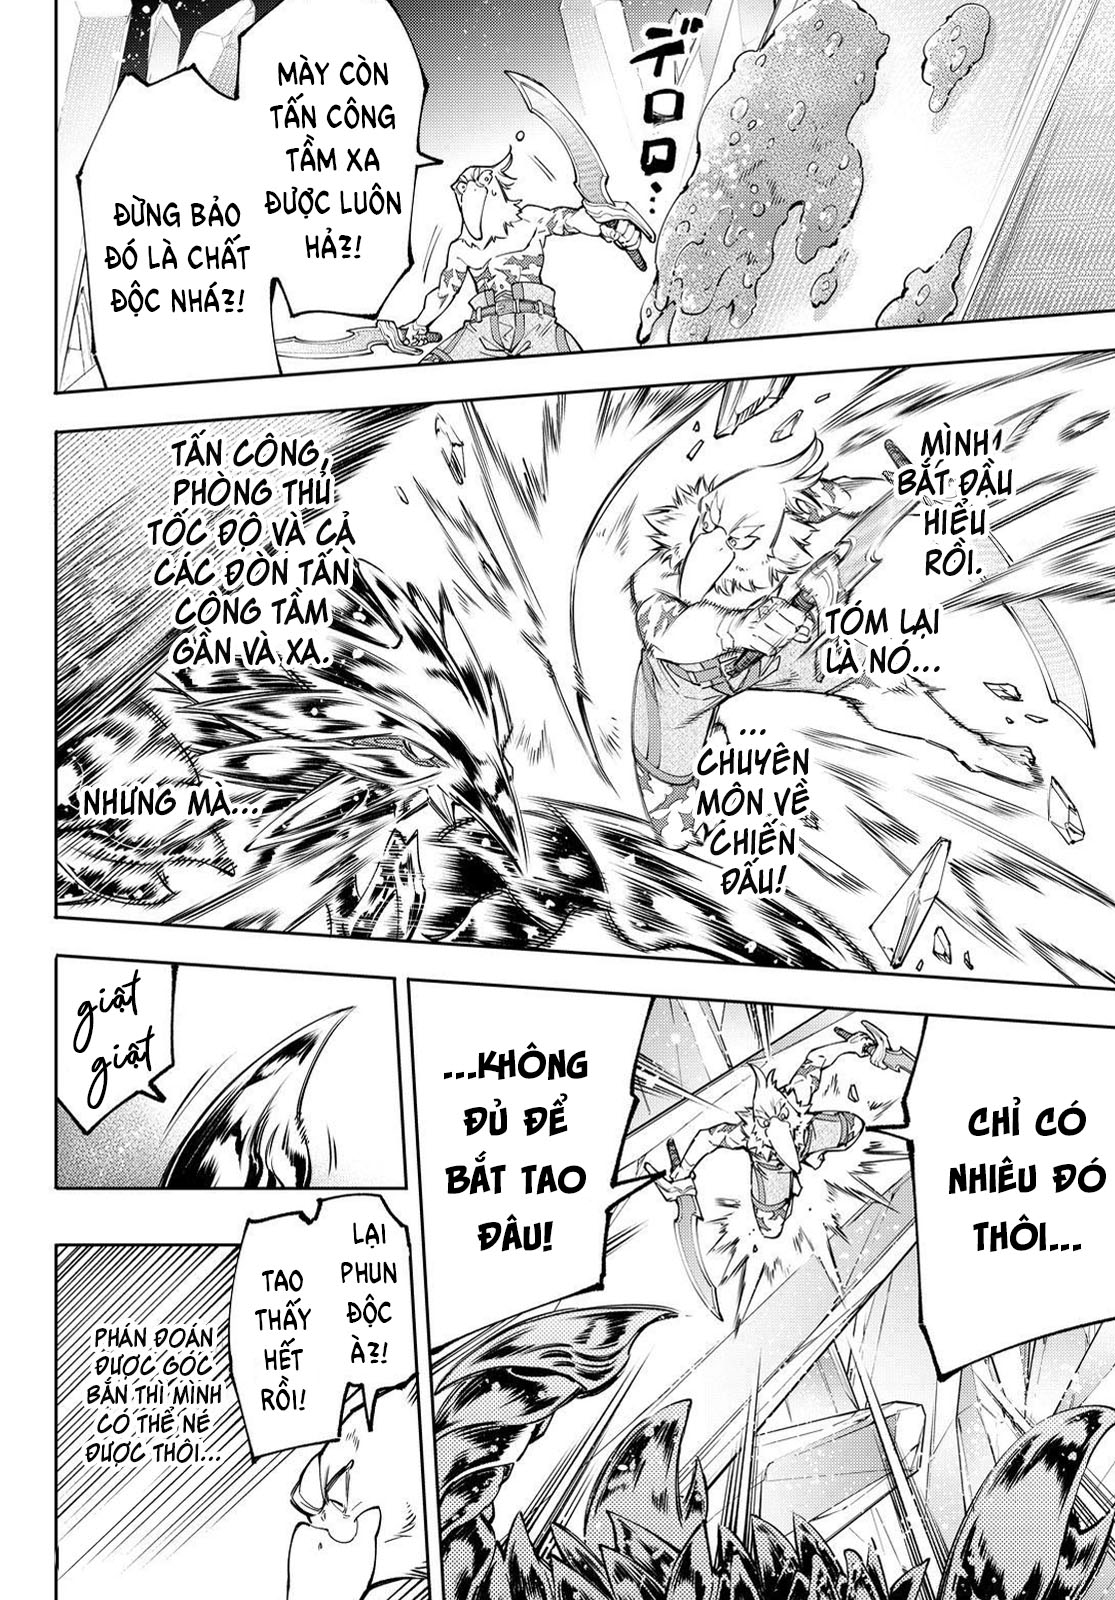 MÀY CÒN
TẤN CÔNG
TẦM XA
ĐƯỢC LUÔN
HẢ?!
ĐỪNG BẢO
ĐÓ LÀ CHẤT
ĐỘC NHÁ?!
デロロ…
MÌNH
BẮT ĐẦU
HIỂU
RỒI.
TÓM LẠI
LÀ NÓ...
...
CHUYÊN
MÔN VỀ
CHIẾN
ĐẤU!
TẤN CÔNG,
PHÒNG THỦ
TỐC ĐỘ VÀ CẢ
CÁC ĐÒN TẤN
CÔNG TẦM
GẦN VÀ XA.
NHƯNG MÀ...
CHỈ CÓ
NHIÊU ĐÓ
THÔI...
...KHÔNG
ĐỦ ĐỂ
BẮT TAO
ĐÂU!
giật
giật
LẠI
PHUN
ĐỘC
À?!
TAO
THẤY
HẾT
RỒI!
PHÁN ĐOÁN
ĐƯỢC GÓC
BẮN THÌ MÌNH
CÓ THỂ NÉ
ĐƯỢC THÔI...